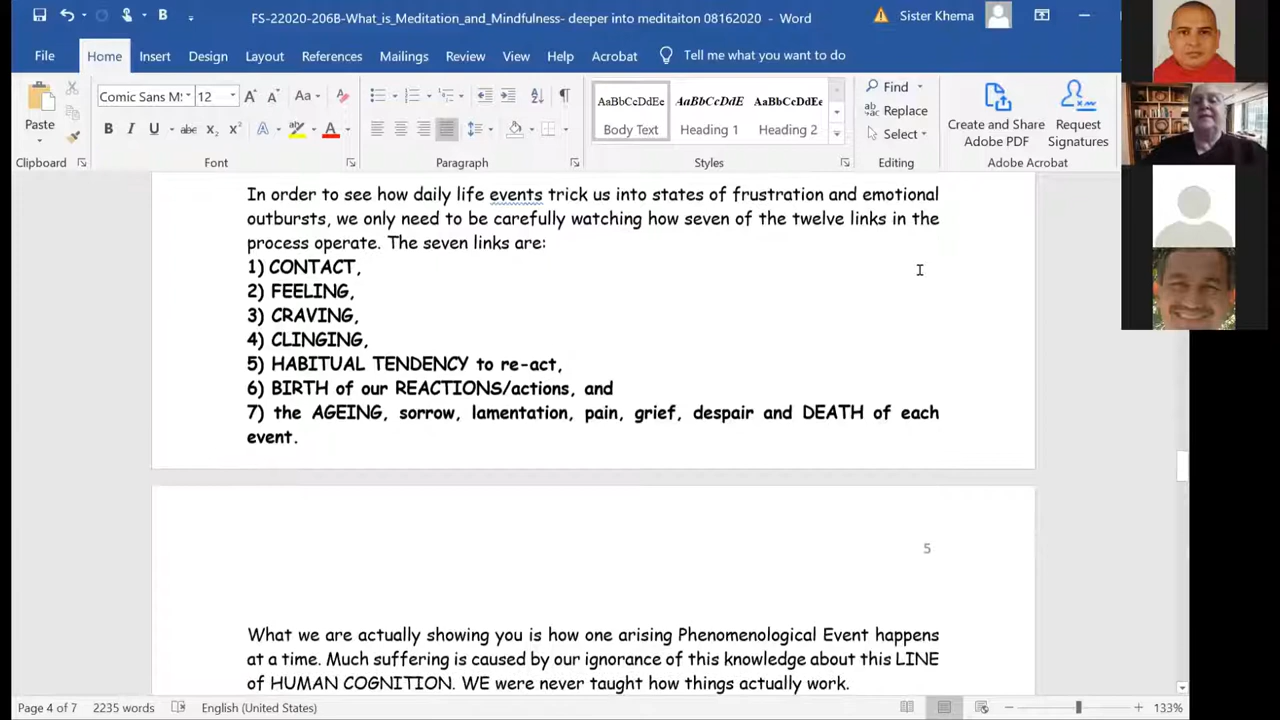 FS-22020-206B-What_is_Meditation_and_Mindfulness- deeper into meditaiton 08162020 - Word
Sister Khema
File Home Insert Design Layout References Mailings Review View Help Acrobat Tell me what you want to do
Paste
Clipboard
Comic Sans M 12
Font
Paragraph
AaBbCcDdEe AaBbCcDdE AaBbCcDdEe
Body Text Heading 1 Heading 2
Styles
Find
Replace
Select
Editing
Create and Share Adobe PDF
Request Signatures
Adobe Acrobat
In order to see how daily life events trick us into states of frustration and emotional
outbursts, we only need to be carefully watching how seven of the twelve links in the
process operate. The seven links are:
1) CONTACT,
2) FEELING,
3) CRAVING,
4) CLINGING,
5) HABITUAL TENDENCY to re-act,
6) BIRTH of our REACTIONS/actions, and
7) the AGEING, sorrow, lamentation, pain, grief, despair and DEATH of each
event.
5
What we are actually showing you is how one arising Phenomenological Event happens
at a time. Much suffering is caused by our ignorance of this knowledge about this LINE
of HUMAN COGNITION. WE were never taught how things actually work.
Page 4 of 7 2235 words English (United States) 133%